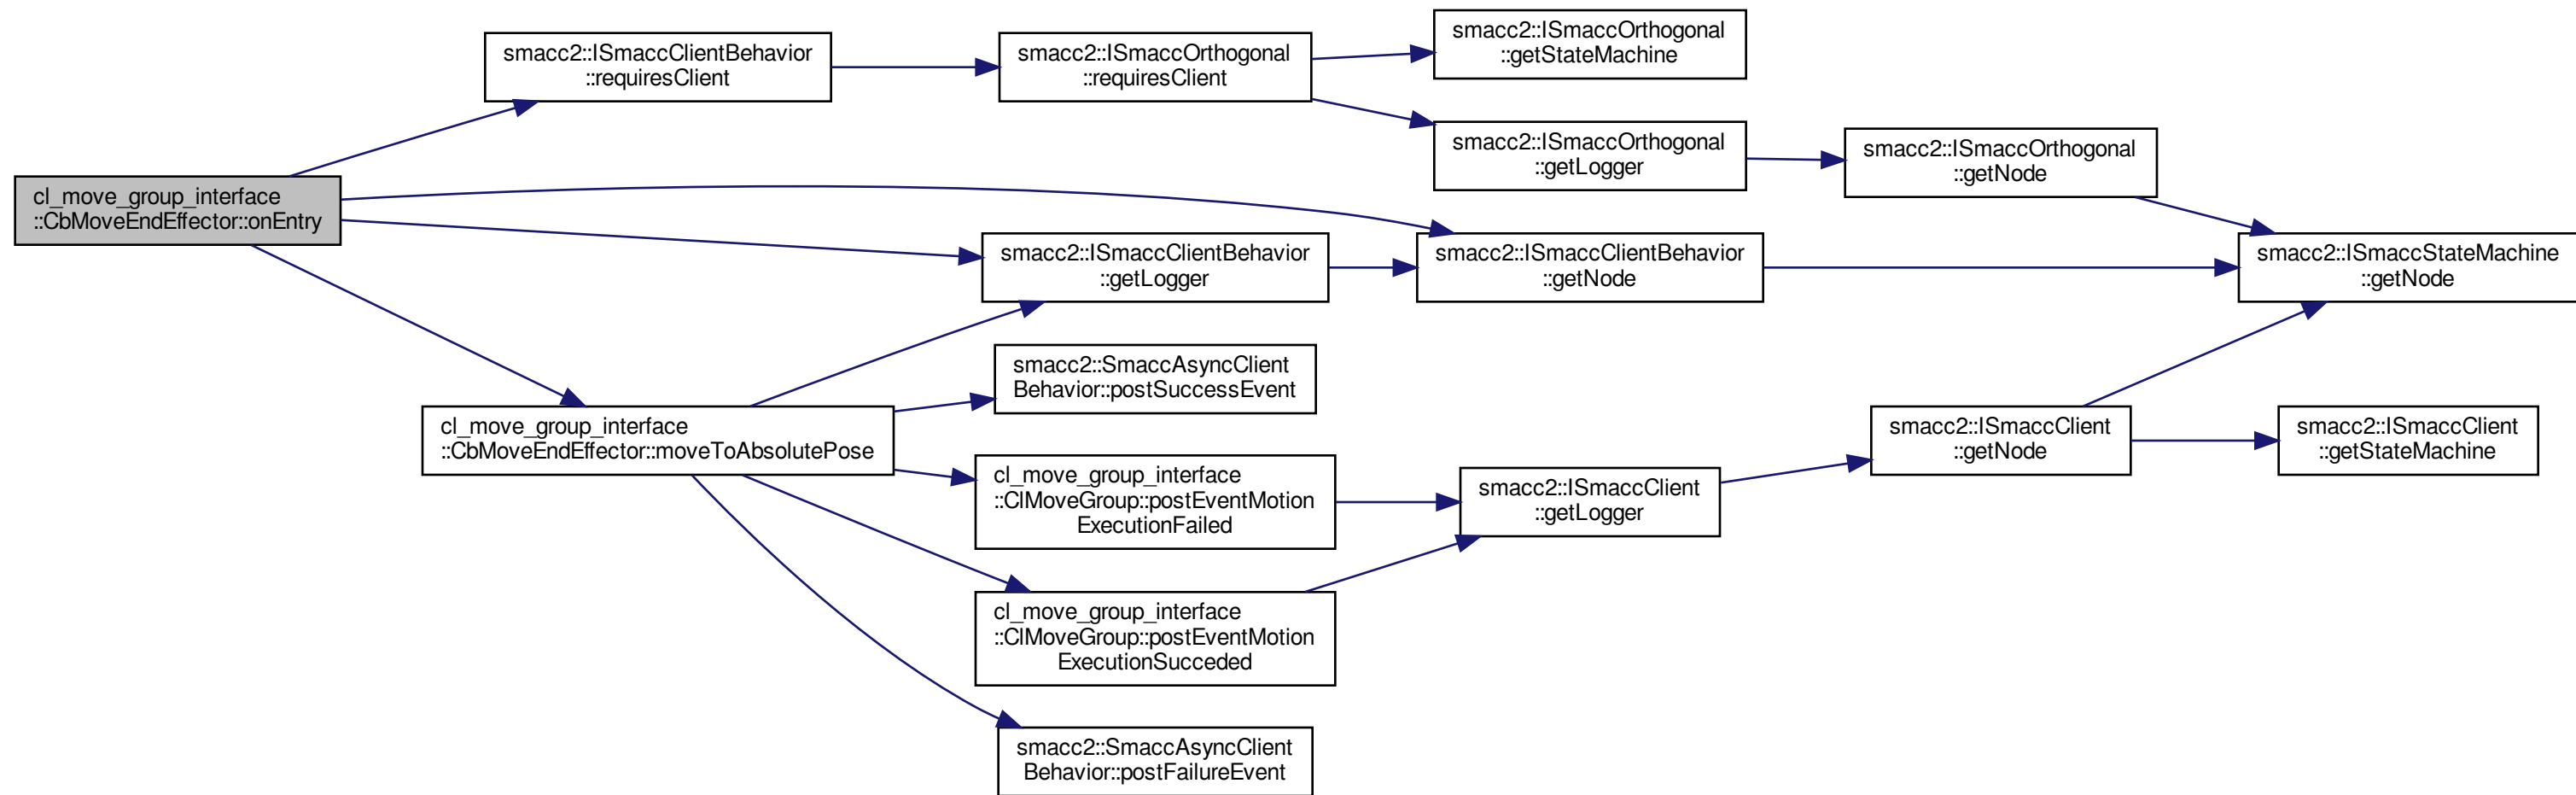 cl_move_group_interface
::CbMoveEndEffector::onEntry
smacc2::ISmaccClientBehavior
::requiresClient
smacc2::ISmaccOrthogonal
::requiresClient
smacc2::ISmaccOrthogonal
::getStateMachine
smacc2::ISmaccOrthogonal
::getLogger
smacc2::ISmaccOrthogonal
::getNode
smacc2::ISmaccClientBehavior
::getLogger
smacc2::ISmaccClientBehavior
::getNode
smacc2::ISmaccStateMachine
::getNode
cl_move_group_interface
::CbMoveEndEffector::moveToAbsolutePose
smacc2::SmaccAsyncClient
Behavior::postSuccessEvent
cl_move_group_interface
::ClMoveGroup::postEventMotion
ExecutionFailed
smacc2::ISmaccClient
::getLogger
smacc2::ISmaccClient
::getNode
smacc2::ISmaccClient
::getStateMachine
cl_move_group_interface
::ClMoveGroup::postEventMotion
ExecutionSucceded
smacc2::SmaccAsyncClient
Behavior::postFailureEvent